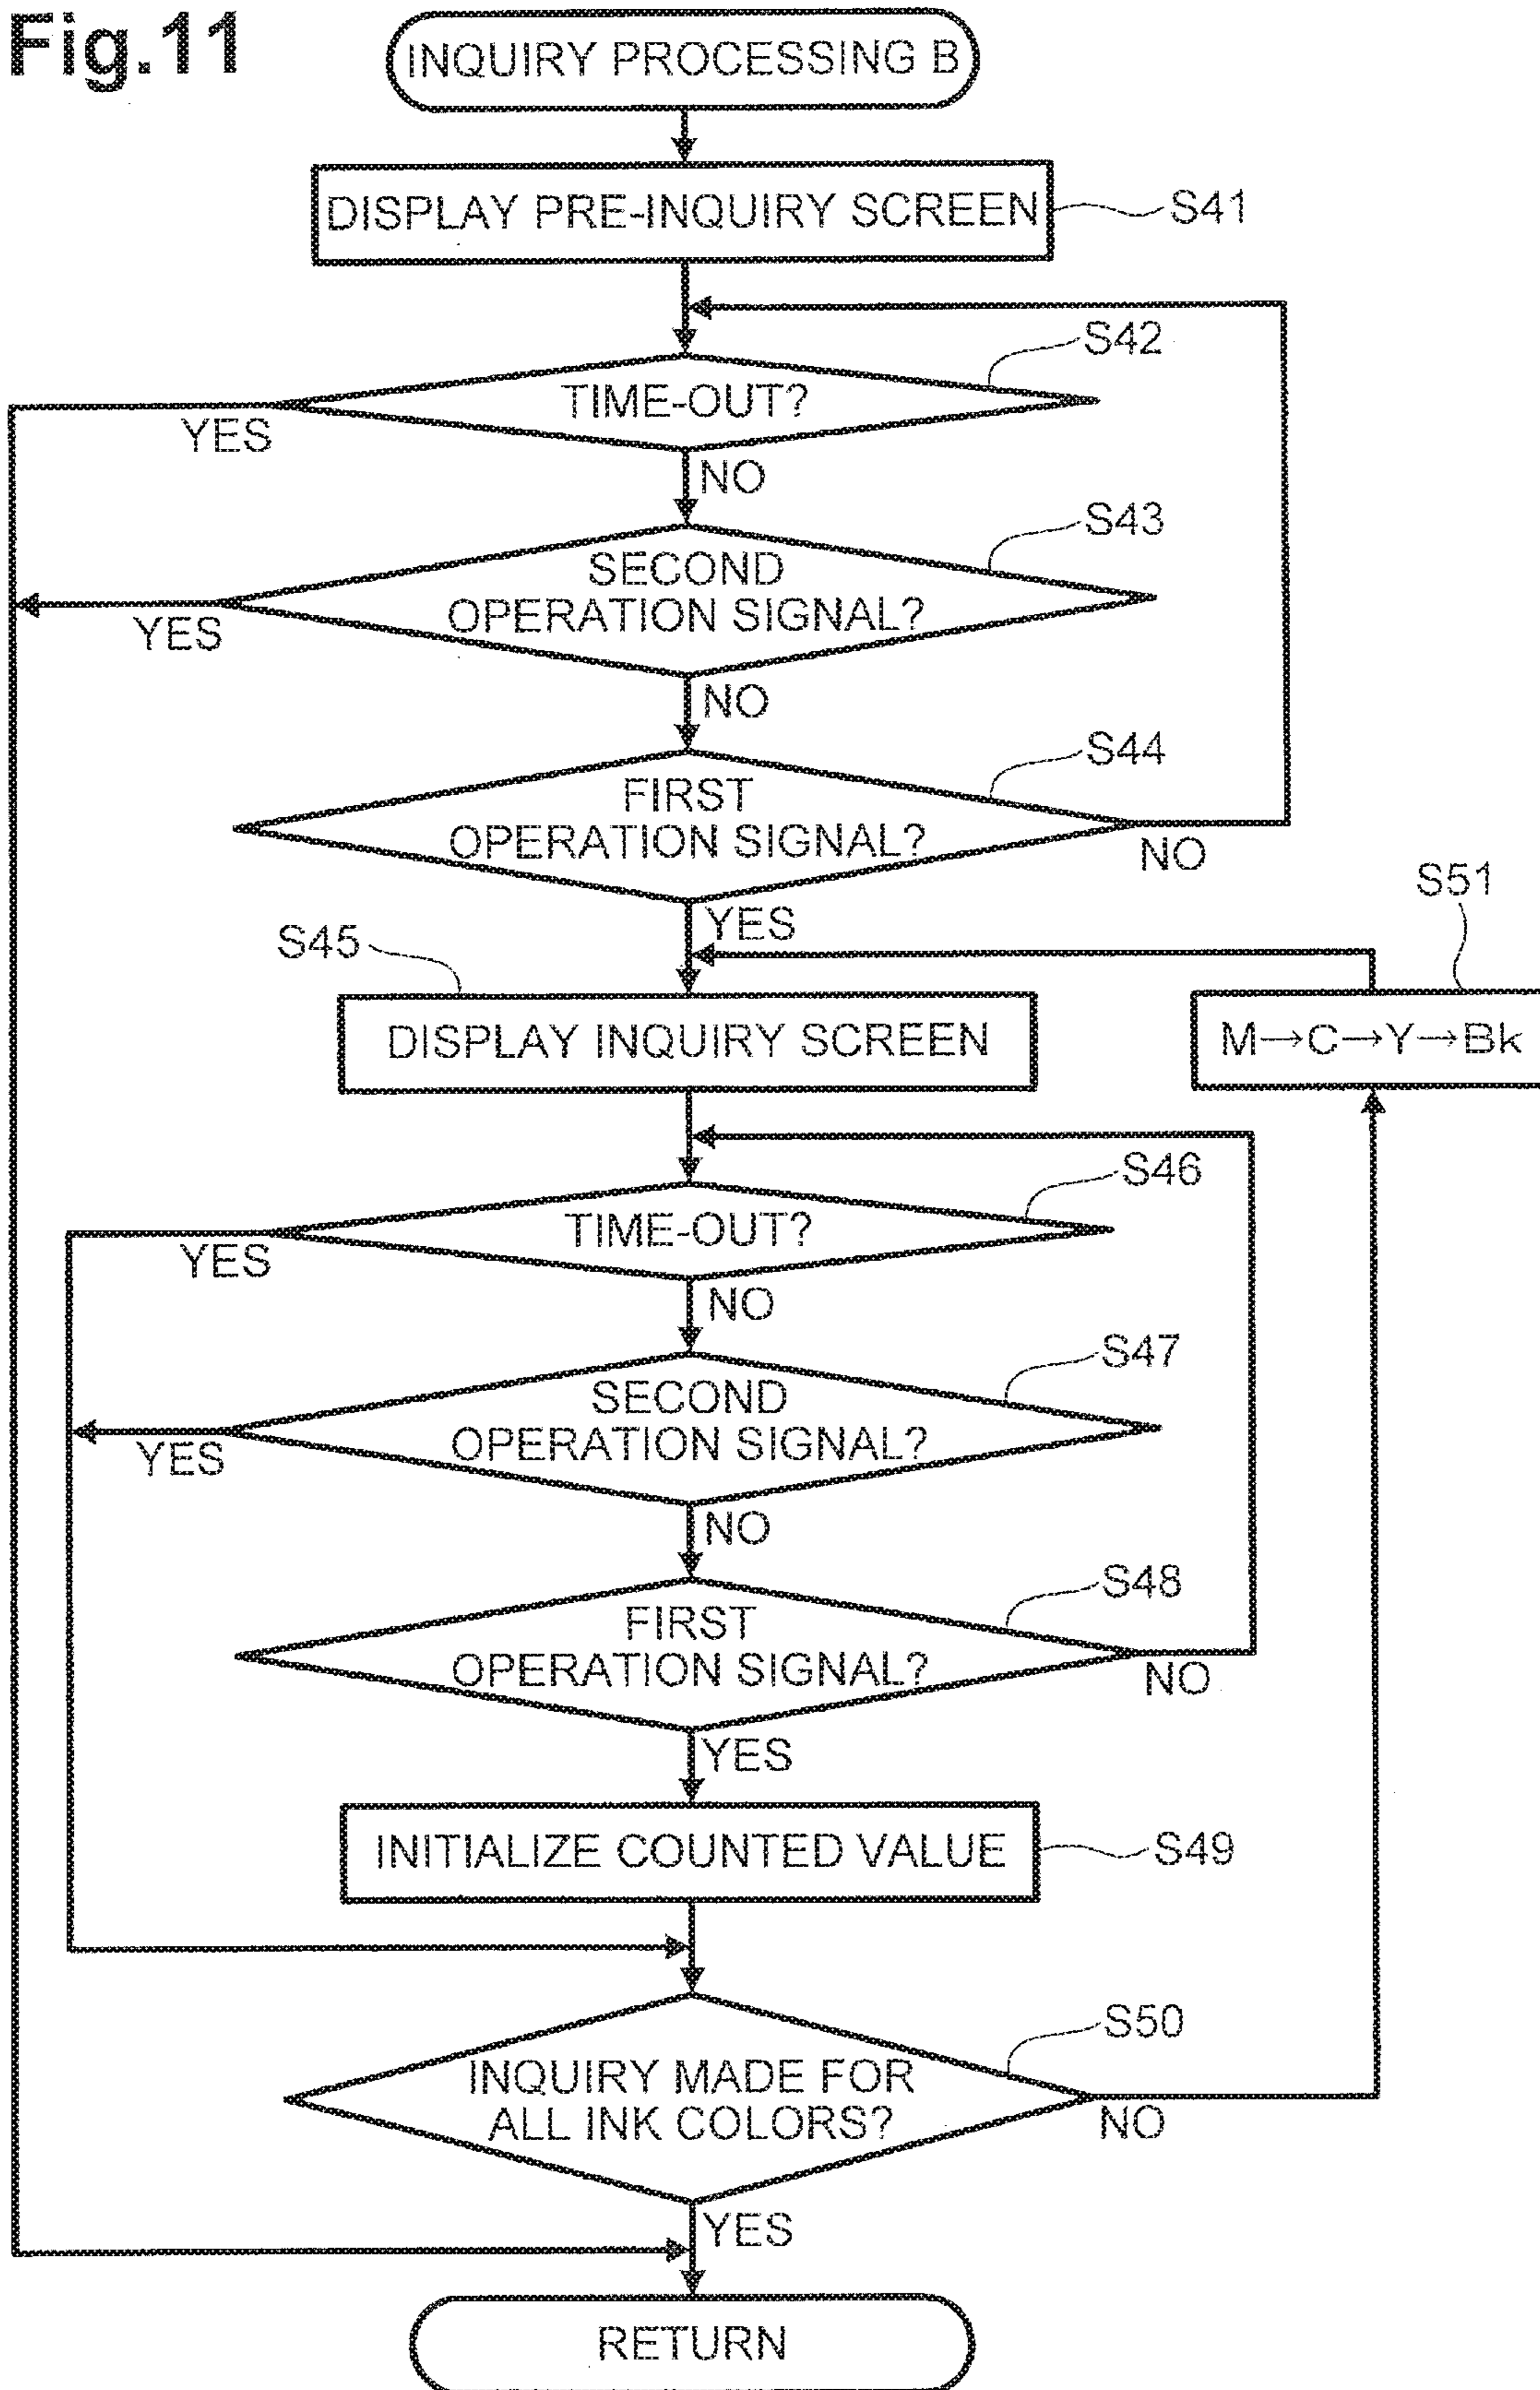 Fig.11
INQUIRY PROCESSING B
DISPLAY PRE-INQUIRY SCREEN
S41
S42
TIME-OUT?
YES
NO
S43
SECOND
OPERATION SIGNAL?
YES
NO
S44
FIRST
OPERATION SIGNAL?
NO
YES
S51
S45
DISPLAY INQUIRY SCREEN
M→C→Y→Bk
S46
TIME-OUT?
YES
NO
S47
SECOND
OPERATION SIGNAL?
YES
NO
S48
FIRST
OPERATION SIGNAL?
NO
YES
INITIALIZE COUNTED VALUE
S49
S50
INQUIRY MADE FOR
ALL INK COLORS?
NO
YES
RETURN